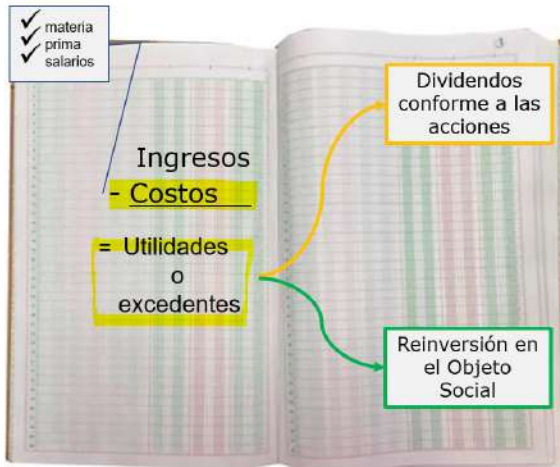 ✓ materia
✓ prima
✓ salarios
Ingresos
- Costos
= Utilidades
o
excedentes
Dividendos
conforme a las
acciones
Reinversión en
el Objeto
Social